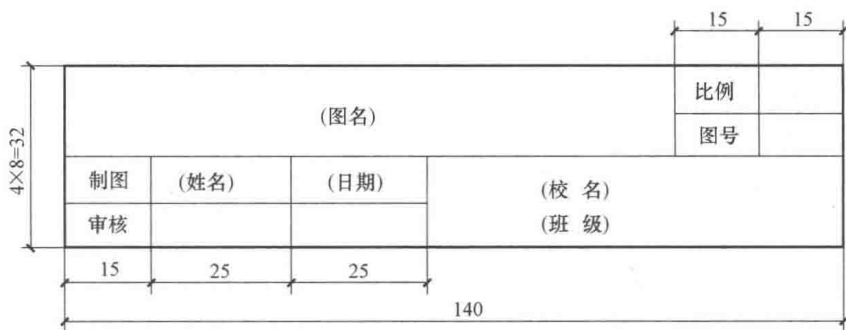 15 15
比例
(图名)
图号
4×8=32
制图 (姓名) (日期)
(校 名)
审核
(班 级)
15 25 25
140